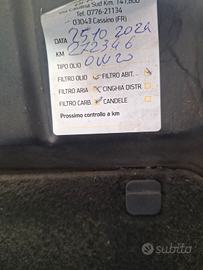 Sud Km. 141,800
Tel. 0776-21134
03043 Cassino (FR)
DATA 25 10 2024
KM 272346
TIPO OLIO 0W20
FILTRO OLIO FILTRO ABIT.
FILTRO ARIA CINGHIA DISTR.
FILTRO CARB CANDELE
Prossimo controllo a km
subito